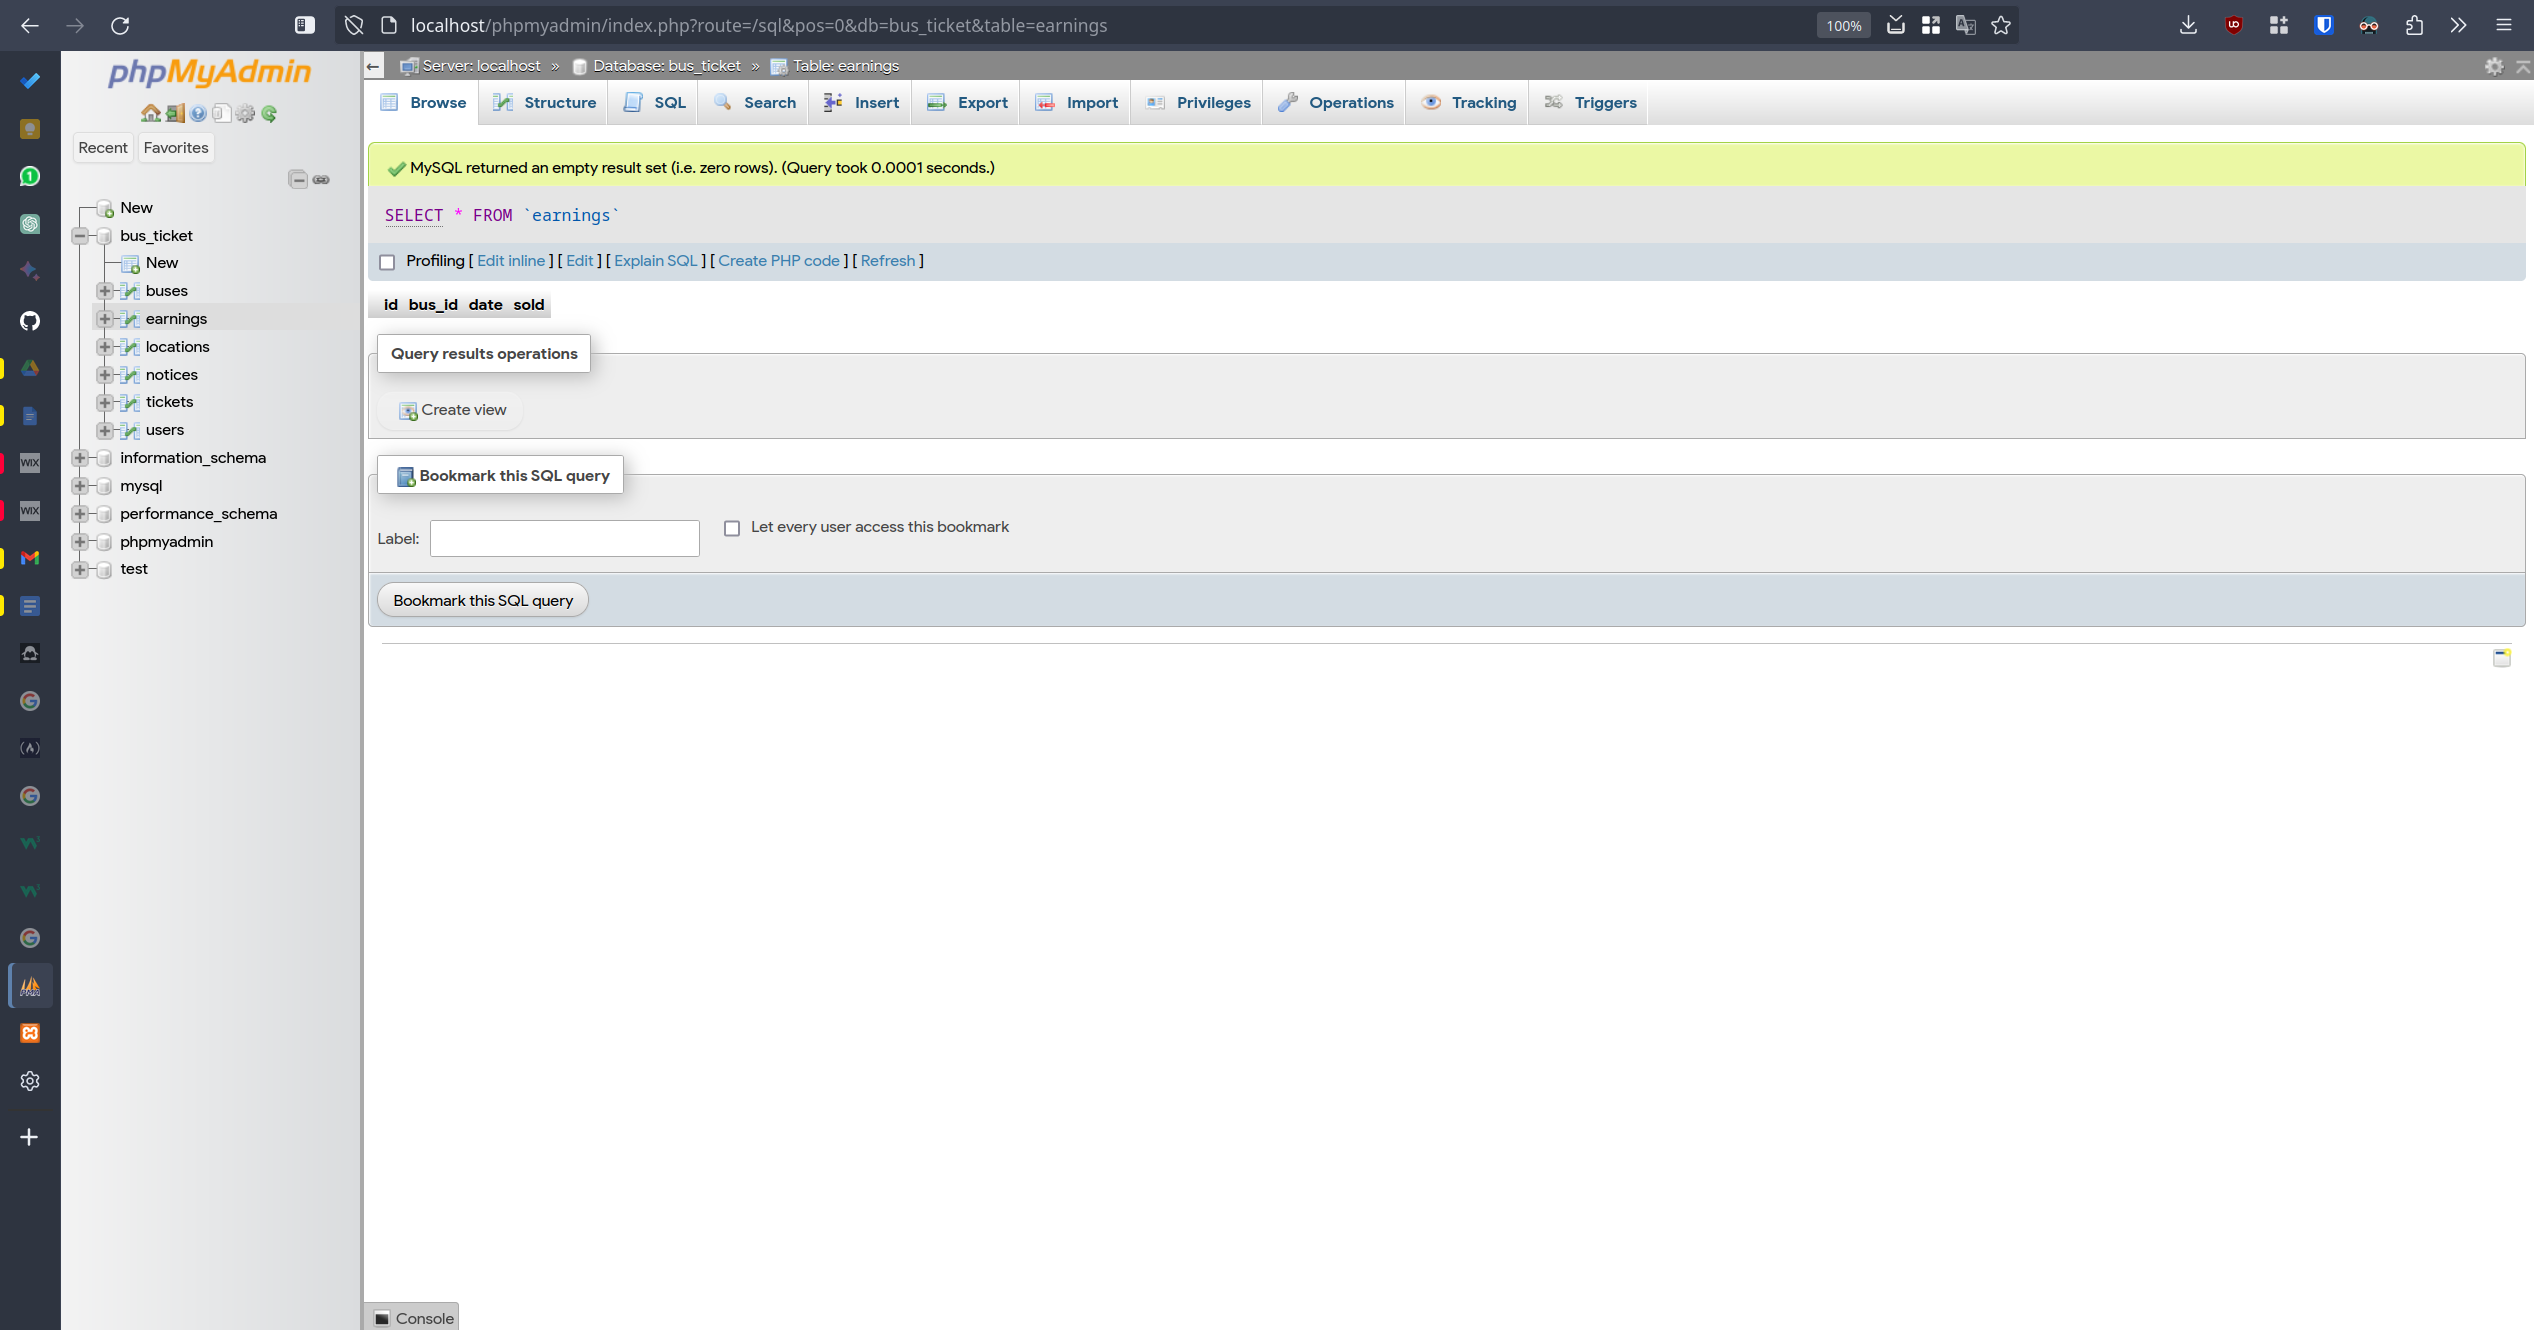 localhost/phpmyadmin/index.php?route=/sql&pos=0&db=bus_ticket&table=earnings
100%
phpMyAdmin
Recent Favorites
New
bus_ticket
New
buses
earnings
locations
notices
tickets
users
information_schema
mysql
performance_schema
phpmyadmin
test
1
WIX
WIX
PMA
Server: localhost » Database: bus_ticket » Table: earnings
Browse Structure SQL Search Insert Export Import Privileges Operations Tracking Triggers
MySQL returned an empty result set (i.e. zero rows). (Query took 0.0001 seconds.)
SELECT * FROM `earnings`
Profiling [ Edit inline ] [ Edit ] [ Explain SQL ] [ Create PHP code ] [ Refresh ]
id bus_id date sold
Query results operations
Create view
Bookmark this SQL query
Label: Let every user access this bookmark
Bookmark this SQL query
Console